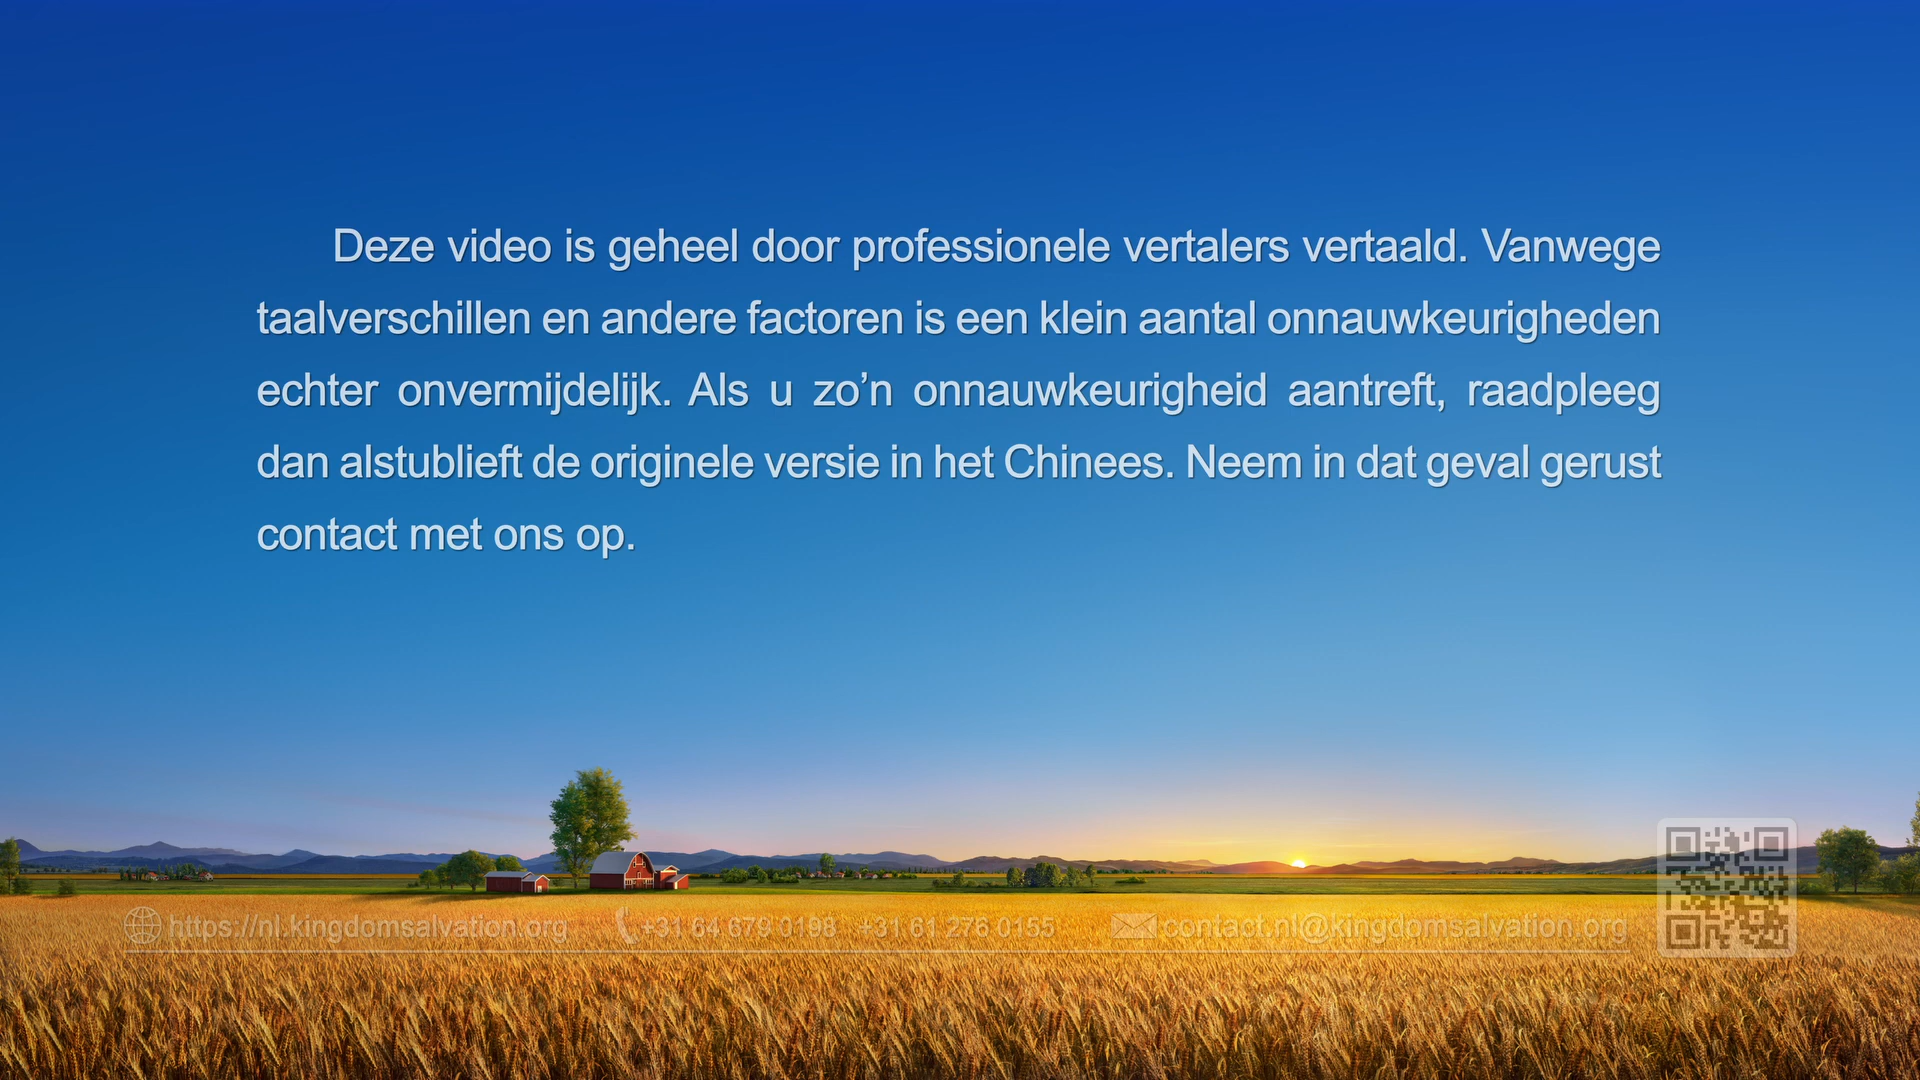 Deze video is geheel door professionele vertalers vertaald. Vanwege
taalverschillen en andere factoren is een klein aantal onnauwkeurigheden
echter onvermijdelijk. Als u zo’n onnauwkeurigheid aantreft, raadpleeg
dan alstublieft de originele versie in het Chinees. Neem in dat geval gerust
contact met ons op.
https://nl.kingdomsalvation.org +31 64 679 0198 +31 61 276 0155 contact.nl@kingdomsalvation.org